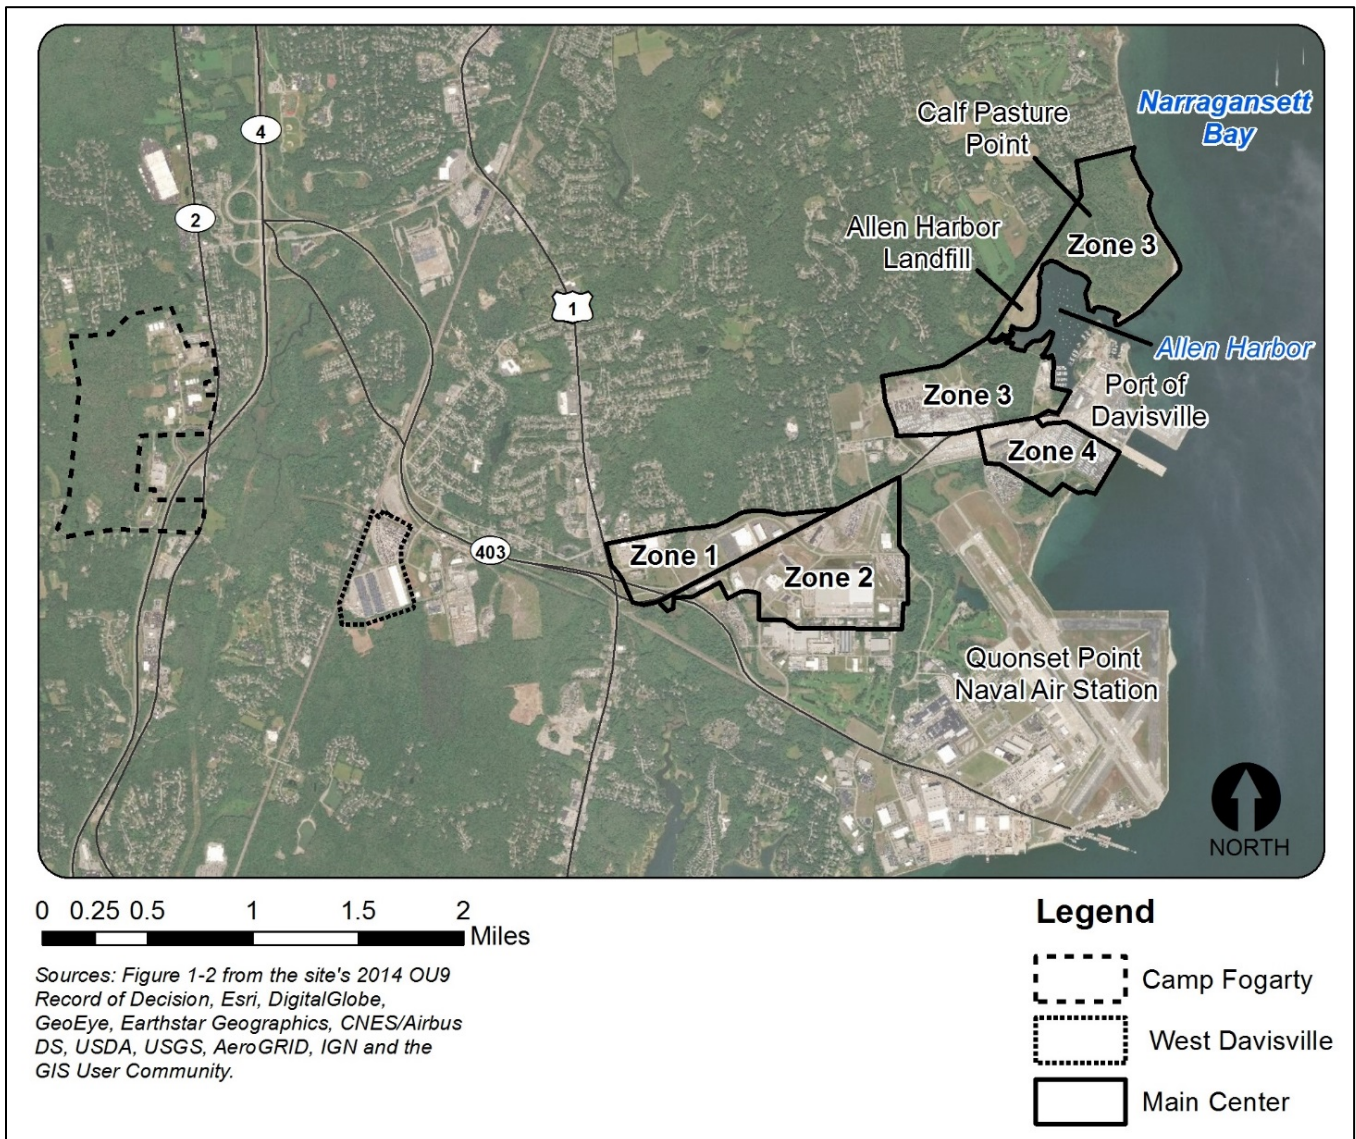 Narragansett
Bay
Calf Pasture
Point
4
2
Allen Harbor
Landfill
Zone 3
1
Allen Harbor
Port of
Davisville
Zone 3
Zone 4
403
Zone 1
Zone 2
Quonset Point
Naval Air Station
NORTH
0 0.25 0.5 1 1.5 2
Miles
Sources: Figure 1-2 from the site's 2014 OU9
Record of Decision, Esri, DigitalGlobe,
GeoEye, Earthstar Geographics, CNES/Airbus
DS, USDA, USGS, AeroGRID, IGN and the
GIS User Community.
Legend
Camp Fogarty
West Davisville
Main Center